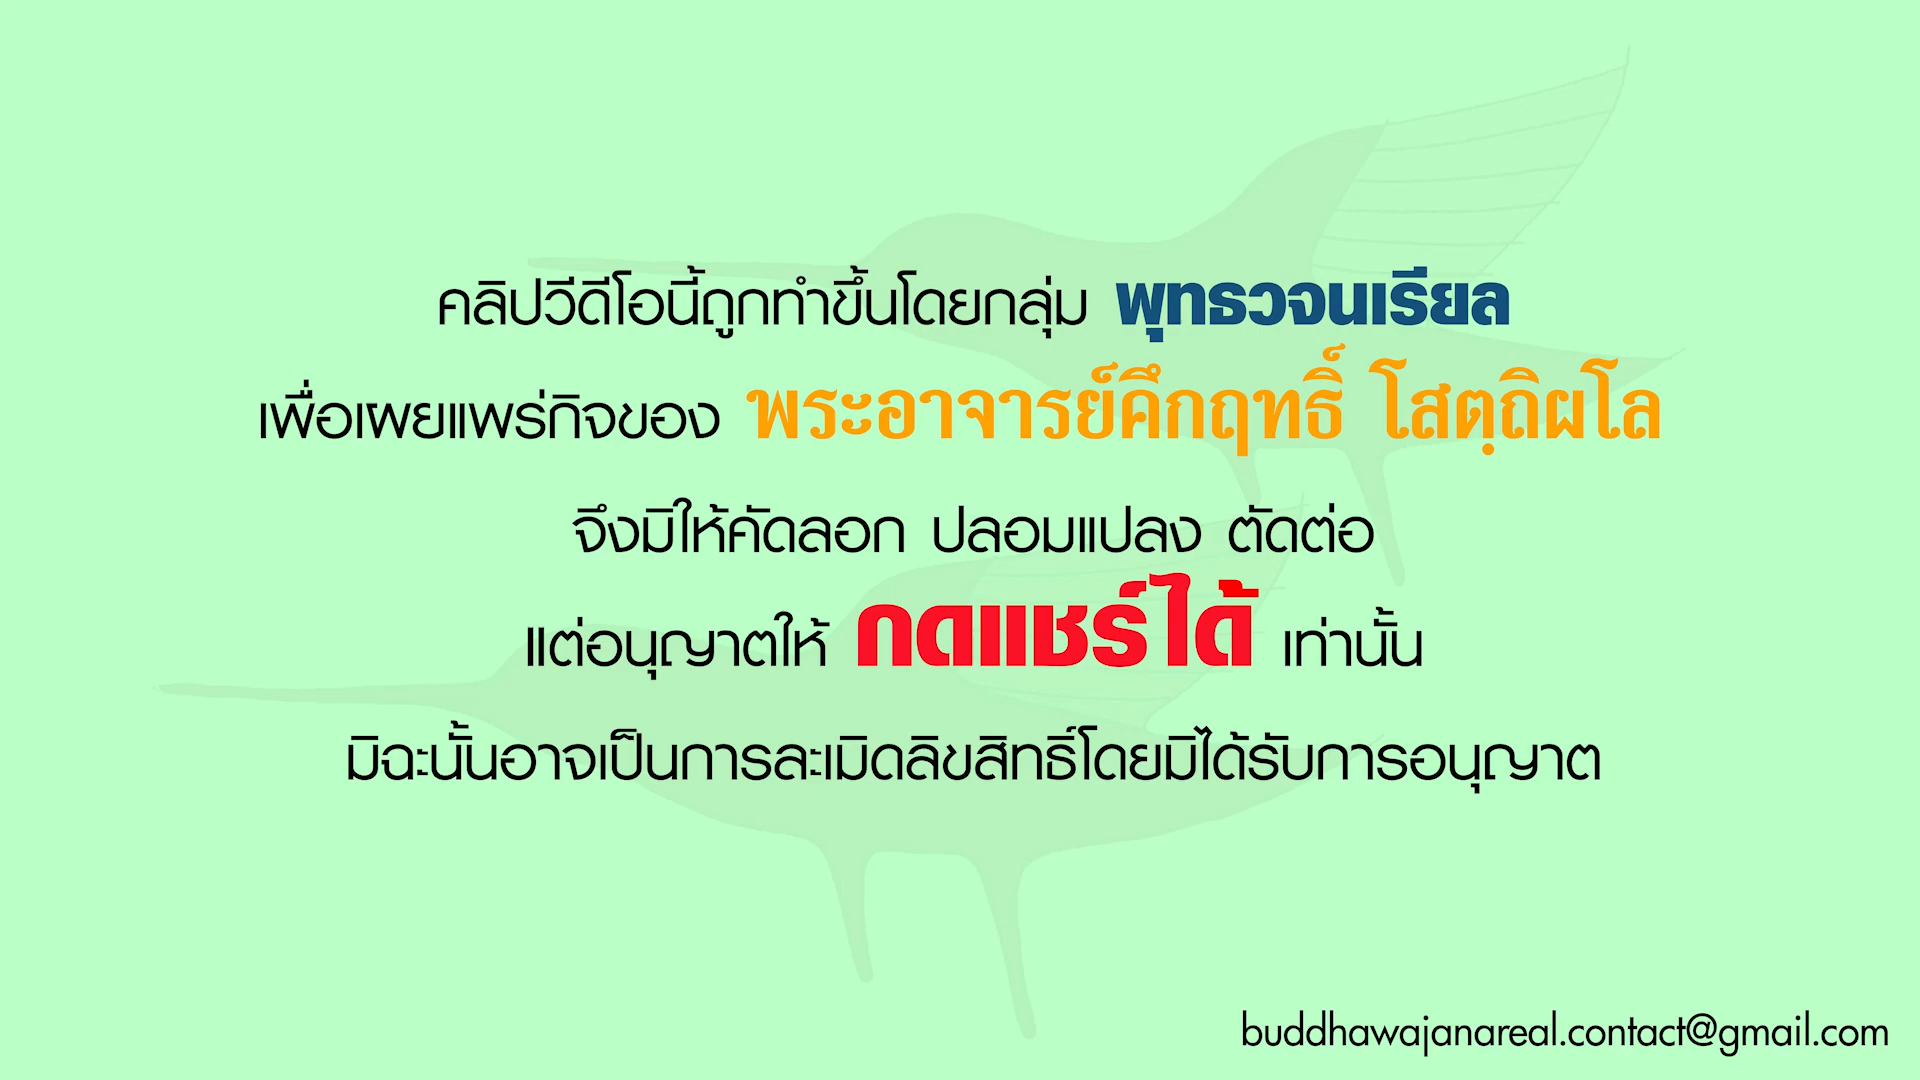 คลิปวีดีโอนี้ถูกทำขึ้นโดยกลุ่ม พุทธวจนเรียล
เพื่อเผยแพร่กิจของ พระอาจารย์คึกฤทธิ์ โสตฺถิผโล
จึงมิให้คัดลอก ปลอมแปลง ตัดต่อ
แต่อนุญาตให้ กดแชร์ได้ เท่านั้น
มิฉะนั้นอาจเป็นการละเมิดลิขสิทธิ์โดยมิได้รับการอนุญาต
buddhawajanareal.contact@gmail.com